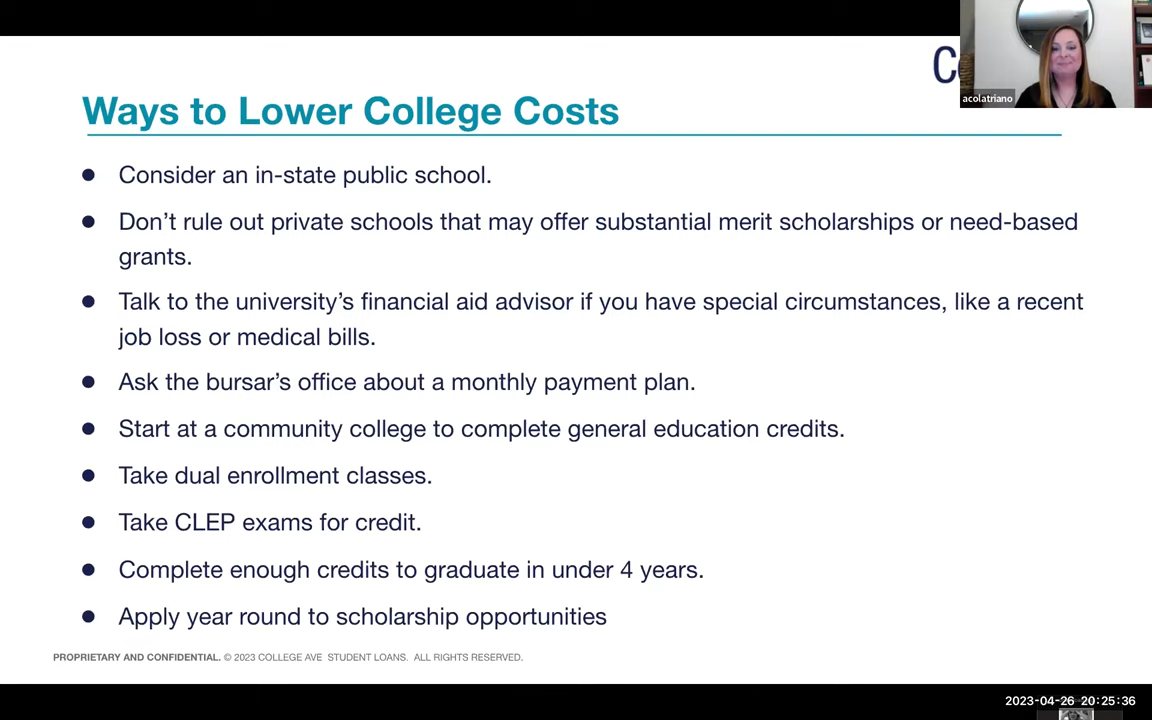 Ways to Lower College Costs
acolatriano
● Consider an in-state public school.
● Don’t rule out private schools that may offer substantial merit scholarships or need-based
grants.
● Talk to the university’s financial aid advisor if you have special circumstances, like a recent
job loss or medical bills.
● Ask the bursar’s office about a monthly payment plan.
● Start at a community college to complete general education credits.
● Take dual enrollment classes.
● Take CLEP exams for credit.
● Complete enough credits to graduate in under 4 years.
● Apply year round to scholarship opportunities
PROPRIETARY AND CONFIDENTIAL. © 2023 COLLEGE AVE STUDENT LOANS. ALL RIGHTS RESERVED.
2023-04-26 20:25:36